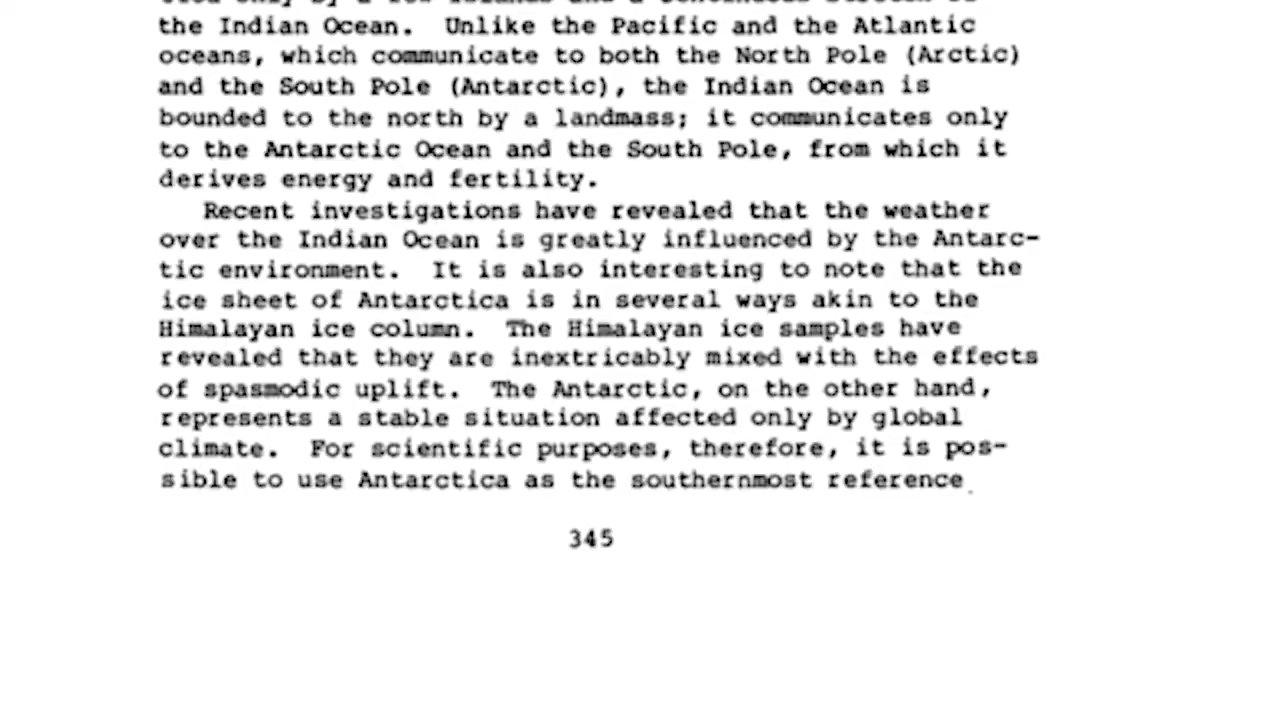 the Indian Ocean. Unlike the Pacific and the Atlantic
oceans, which communicate to both the North Pole (Arctic)
and the South Pole (Antarctic), the Indian Ocean is
bounded to the north by a landmass; it communicates only
to the Antarctic Ocean and the South Pole, from which it
derives energy and fertility.
Recent investigations have revealed that the weather
over the Indian Ocean is greatly influenced by the Antarc-
tic environment. It is also interesting to note that the
ice sheet of Antarctica is in several ways akin to the
Himalayan ice column. The Himalayan ice samples have
revealed that they are inextricably mixed with the effects
of spasmodic uplift. The Antarctic, on the other hand,
represents a stable situation affected only by global
climate. For scientific purposes, therefore, it is pos-
sible to use Antarctica as the southernmost reference
345